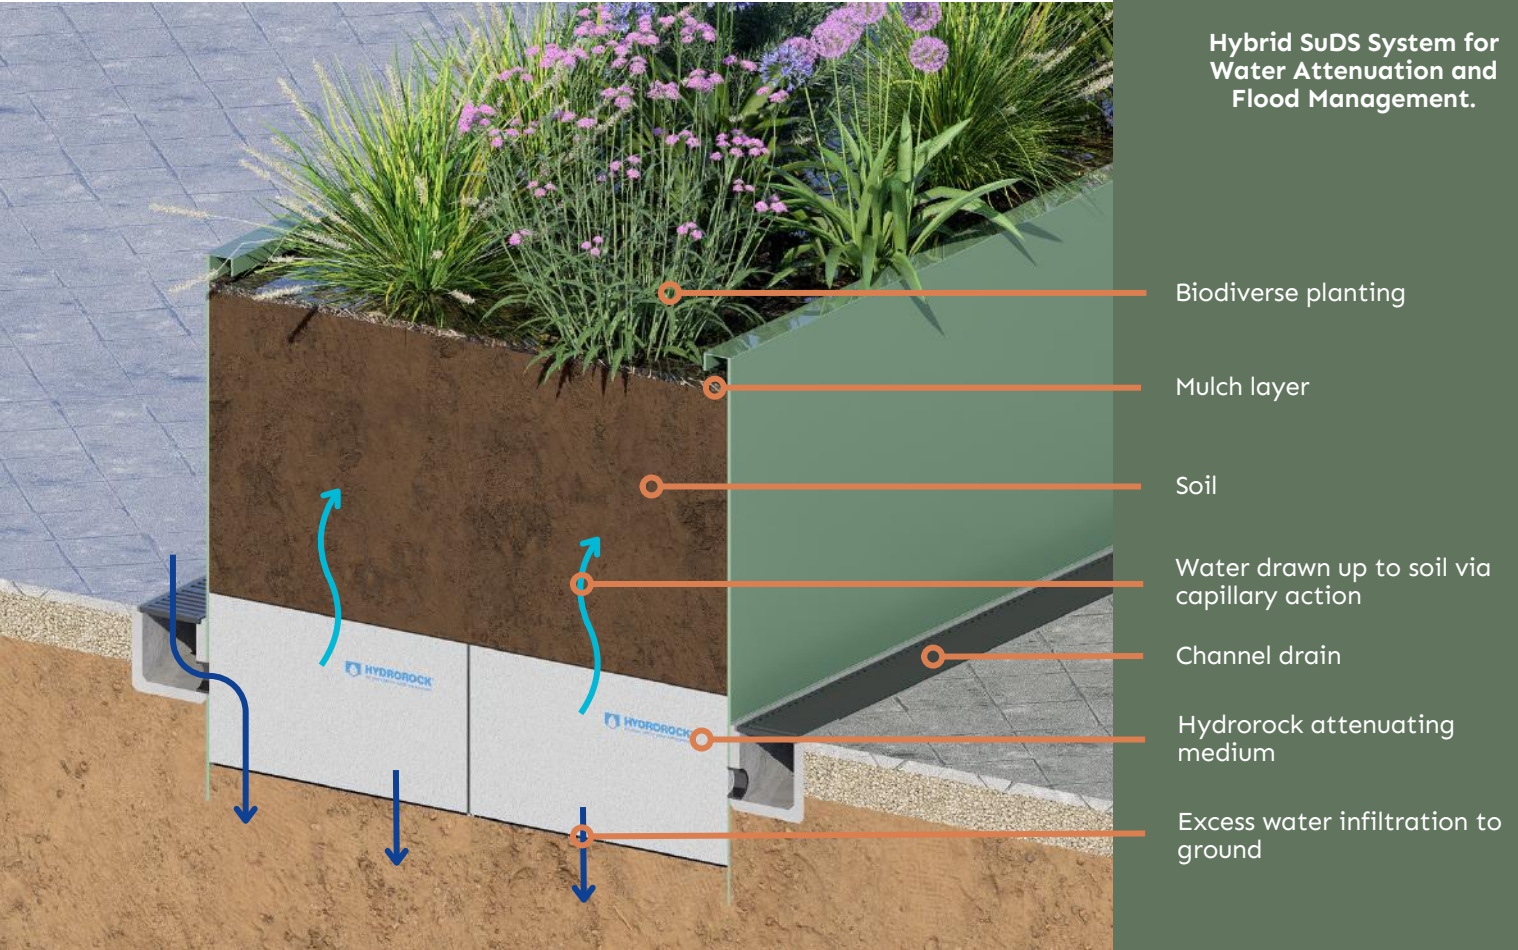 Hybrid SuDS System for
Water Attenuation and
Flood Management.
Biodiverse planting
Mulch layer
Soil
Water drawn up to soil via
capillary action
Channel drain
HYDROROCK
Hydrorock attenuating
medium
HYDROROCK
Excess water infiltration to
ground